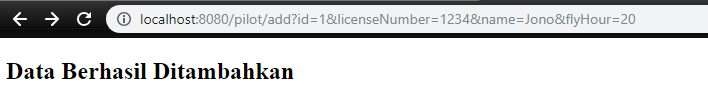 localhost:8080/pilot/add?id=1&licenseNumber=1234&name=Jono&flyHour=20
Data Berhasil Ditambahkan